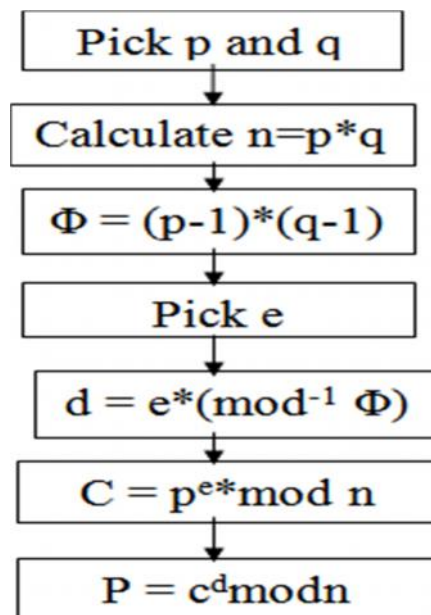 Pick p and q
Calculate n=p*q
Φ = (p-1)*(q-1)
Pick e
d = e*(mod⁻¹ Φ)
C = pᵉ*mod n
P = cᵈmodn